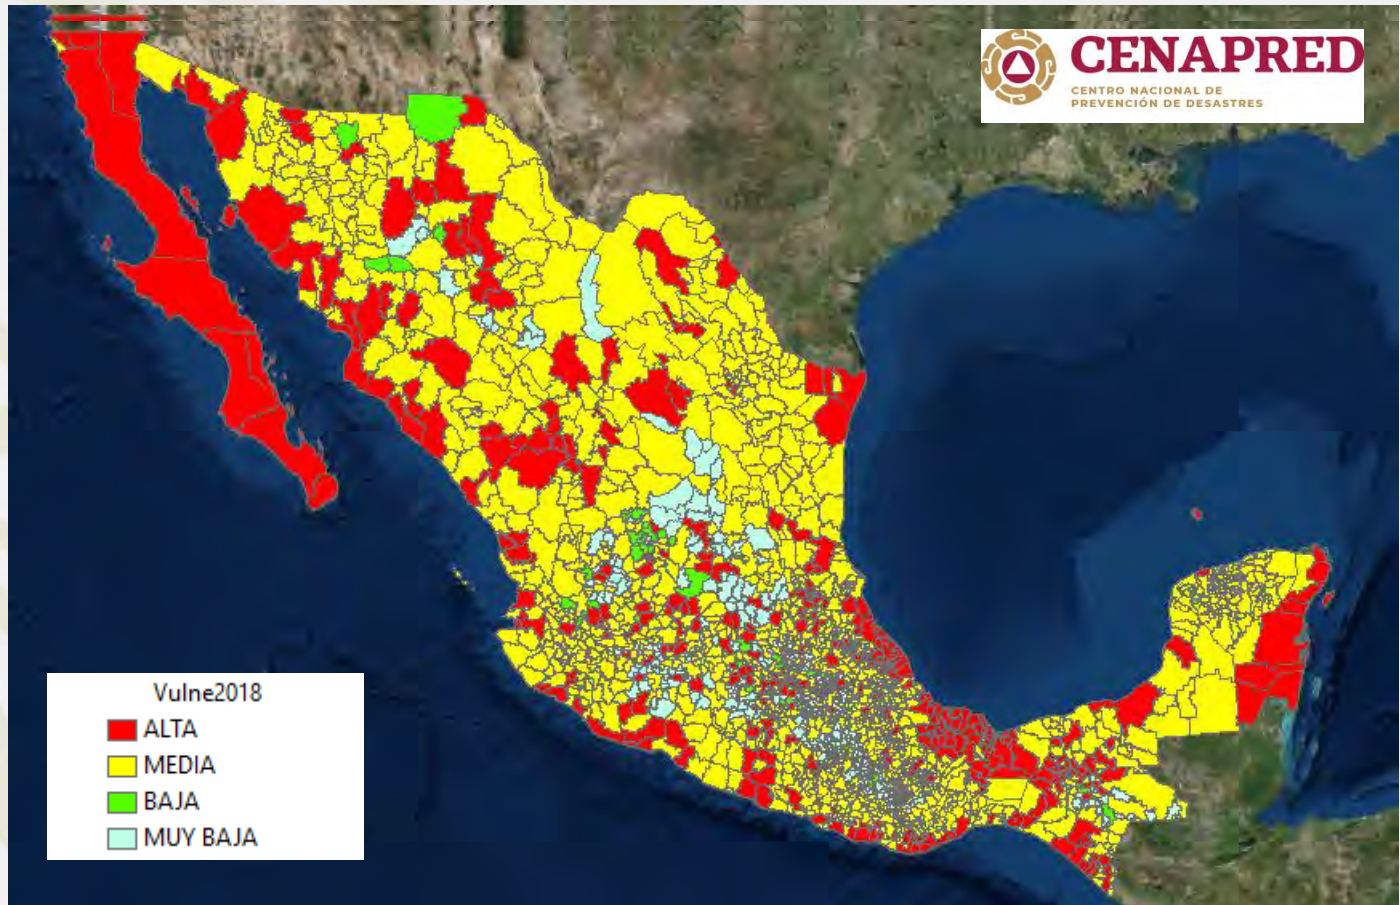 CENAPRED
CENTRO NACIONAL DE
PREVENCIÓN DE DESASTRES
Vulne2018
ALTA
MEDIA
BAJA
MUY BAJA